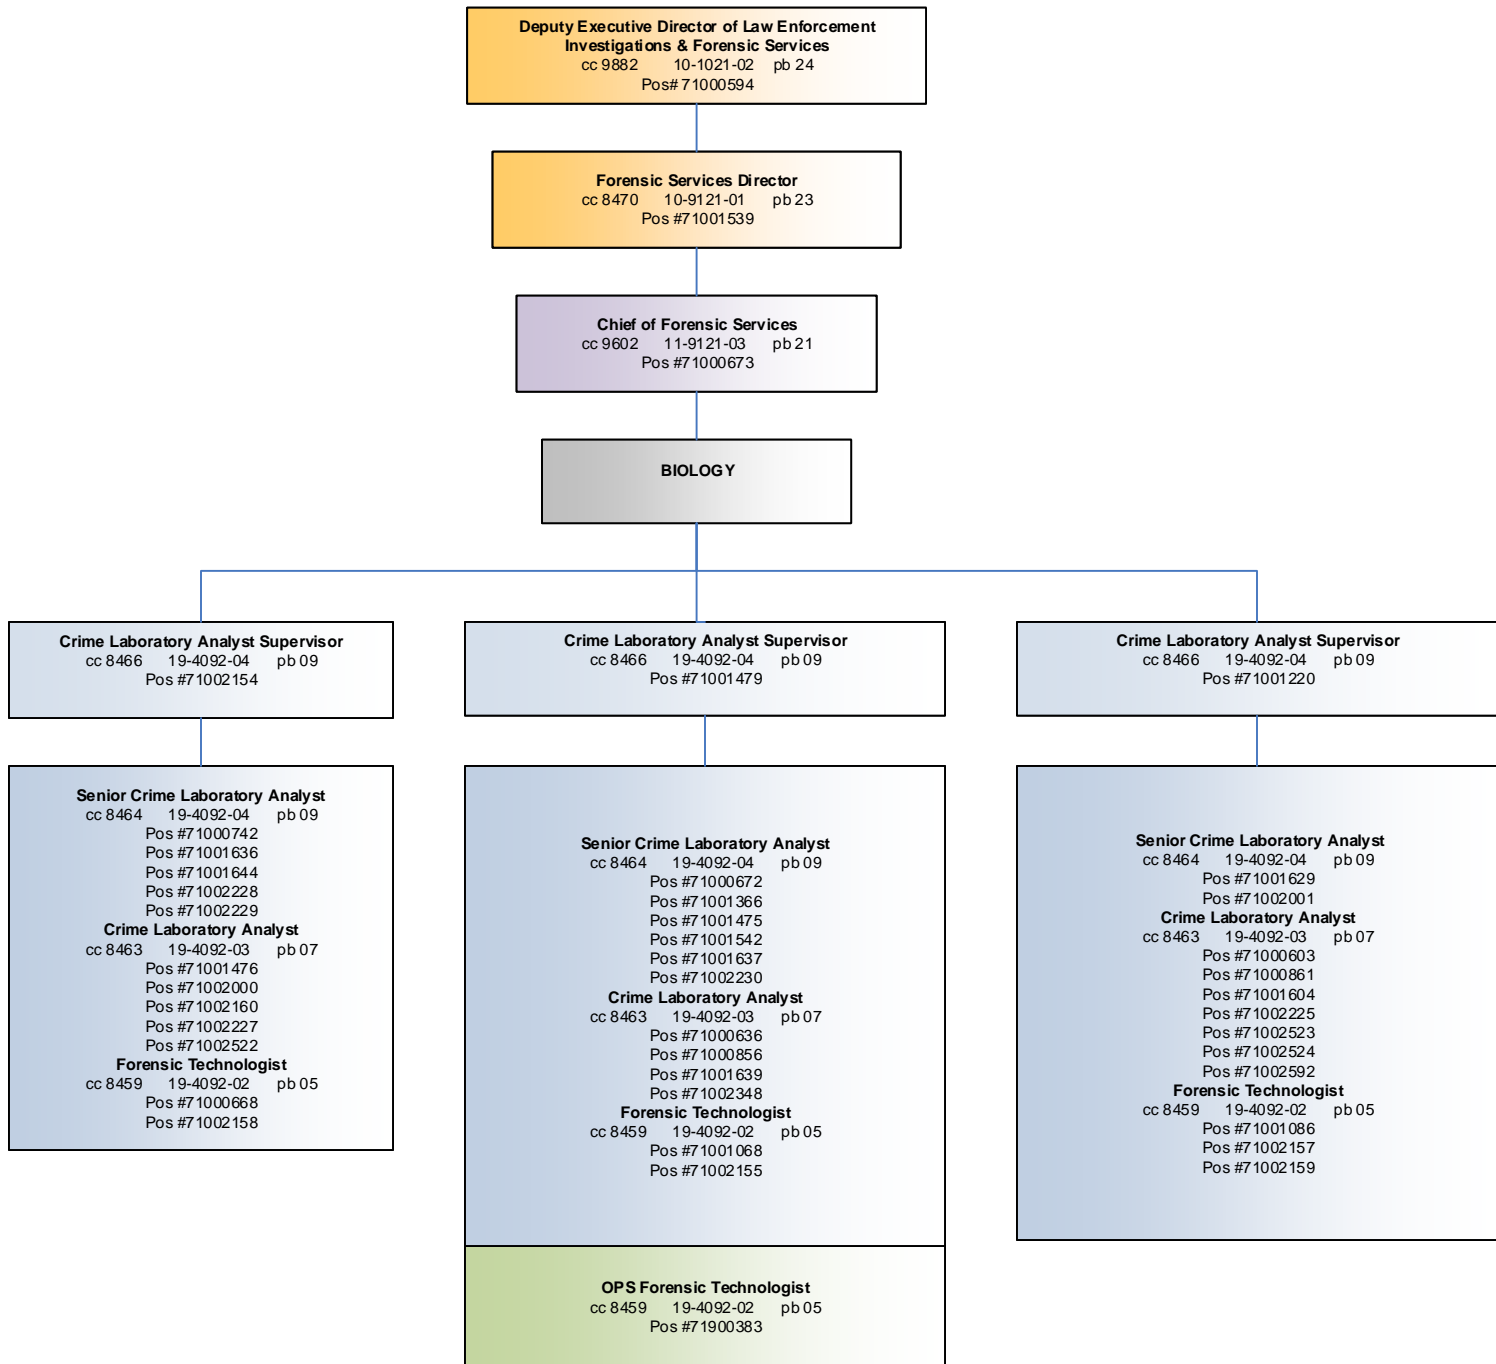 Deputy Executive Director of Law Enforcement
Investigations & Forensic Services
cc 9882 10-1021-02 pb 24
Pos# 71000594
Forensic Services Director
cc 8470 10-9121-01 pb 23
Pos #71001539
Chief of Forensic Services
cc 9602 11-9121-03 pb 21
Pos #71000673
BIOLOGY
Crime Laboratory Analyst Supervisor
cc 8466 19-4092-04 pb 09
Pos #71002154
Senior Crime Laboratory Analyst
cc 8464 19-4092-04 pb 09
Pos #71000742
Pos #71001636
Pos #71001644
Pos #71002228
Pos #71002229
Crime Laboratory Analyst
cc 8463 19-4092-03 pb 07
Pos #71001476
Pos #71002000
Pos #71002160
Pos #71002227
Pos #71002522
Forensic Technologist
cc 8459 19-4092-02 pb 05
Pos #71000668
Pos #71002158
Crime Laboratory Analyst Supervisor
cc 8466 19-4092-04 pb 09
Pos #71001479
Senior Crime Laboratory Analyst
cc 8464 19-4092-04 pb 09
Pos #71000672
Pos #71001366
Pos #71001475
Pos #71001542
Pos #71001637
Pos #71002230
Crime Laboratory Analyst
cc 8463 19-4092-03 pb 07
Pos #71000636
Pos #71000856
Pos #71001639
Pos #71002348
Forensic Technologist
cc 8459 19-4092-02 pb 05
Pos #71001068
Pos #71002155
OPS Forensic Technologist
cc 8459 19-4092-02 pb 05
Pos #71900383
Crime Laboratory Analyst Supervisor
cc 8466 19-4092-04 pb 09
Pos #71001220
Senior Crime Laboratory Analyst
cc 8464 19-4092-04 pb 09
Pos #71001629
Pos #71002001
Crime Laboratory Analyst
cc 8463 19-4092-03 pb 07
Pos #71000603
Pos #71000861
Pos #71001604
Pos #71002225
Pos #71002523
Pos #71002524
Pos #71002592
Forensic Technologist
cc 8459 19-4092-02 pb 05
Pos #71001086
Pos #71002157
Pos #71002159